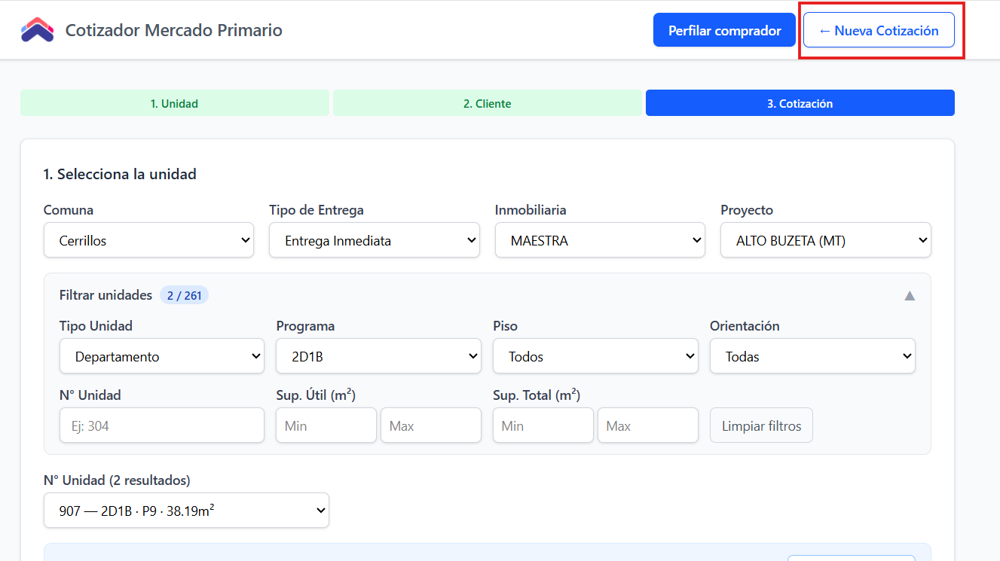 Cotizador Mercado Primario
Perfilar comprador
← Nueva Cotización
1. Unidad
2. Cliente
3. Cotización
1. Selecciona la unidad
Comuna
Tipo de Entrega
Inmobiliaria
Proyecto
Cerrillos
Entrega Inmediata
MAESTRA
ALTO BUZETA (MT)
Filtrar unidades
2 / 261
▲
Tipo Unidad
Programa
Piso
Orientación
Departamento
2D1B
Todos
Todas
N° Unidad
Sup. Útil (m²)
Sup. Total (m²)
Ej: 304
Min
Max
Min
Max
Limpiar filtros
N° Unidad (2 resultados)
907 — 2D1B · P9 · 38.19m²